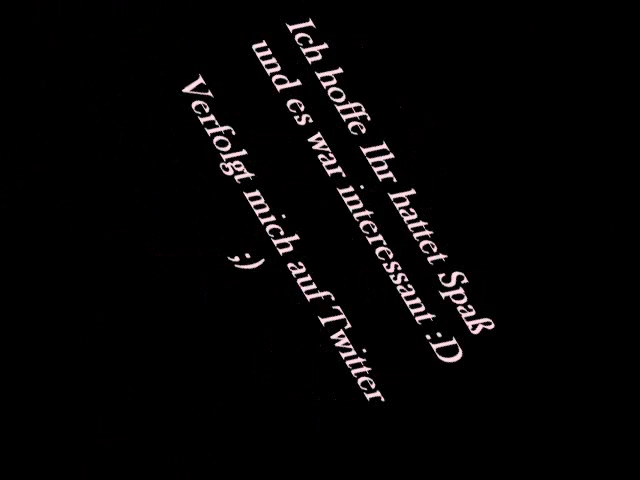 Ich hoffe Ihr hattet Spaß
und es war interessant :D
Verfolgt mich auf Twitter
;)